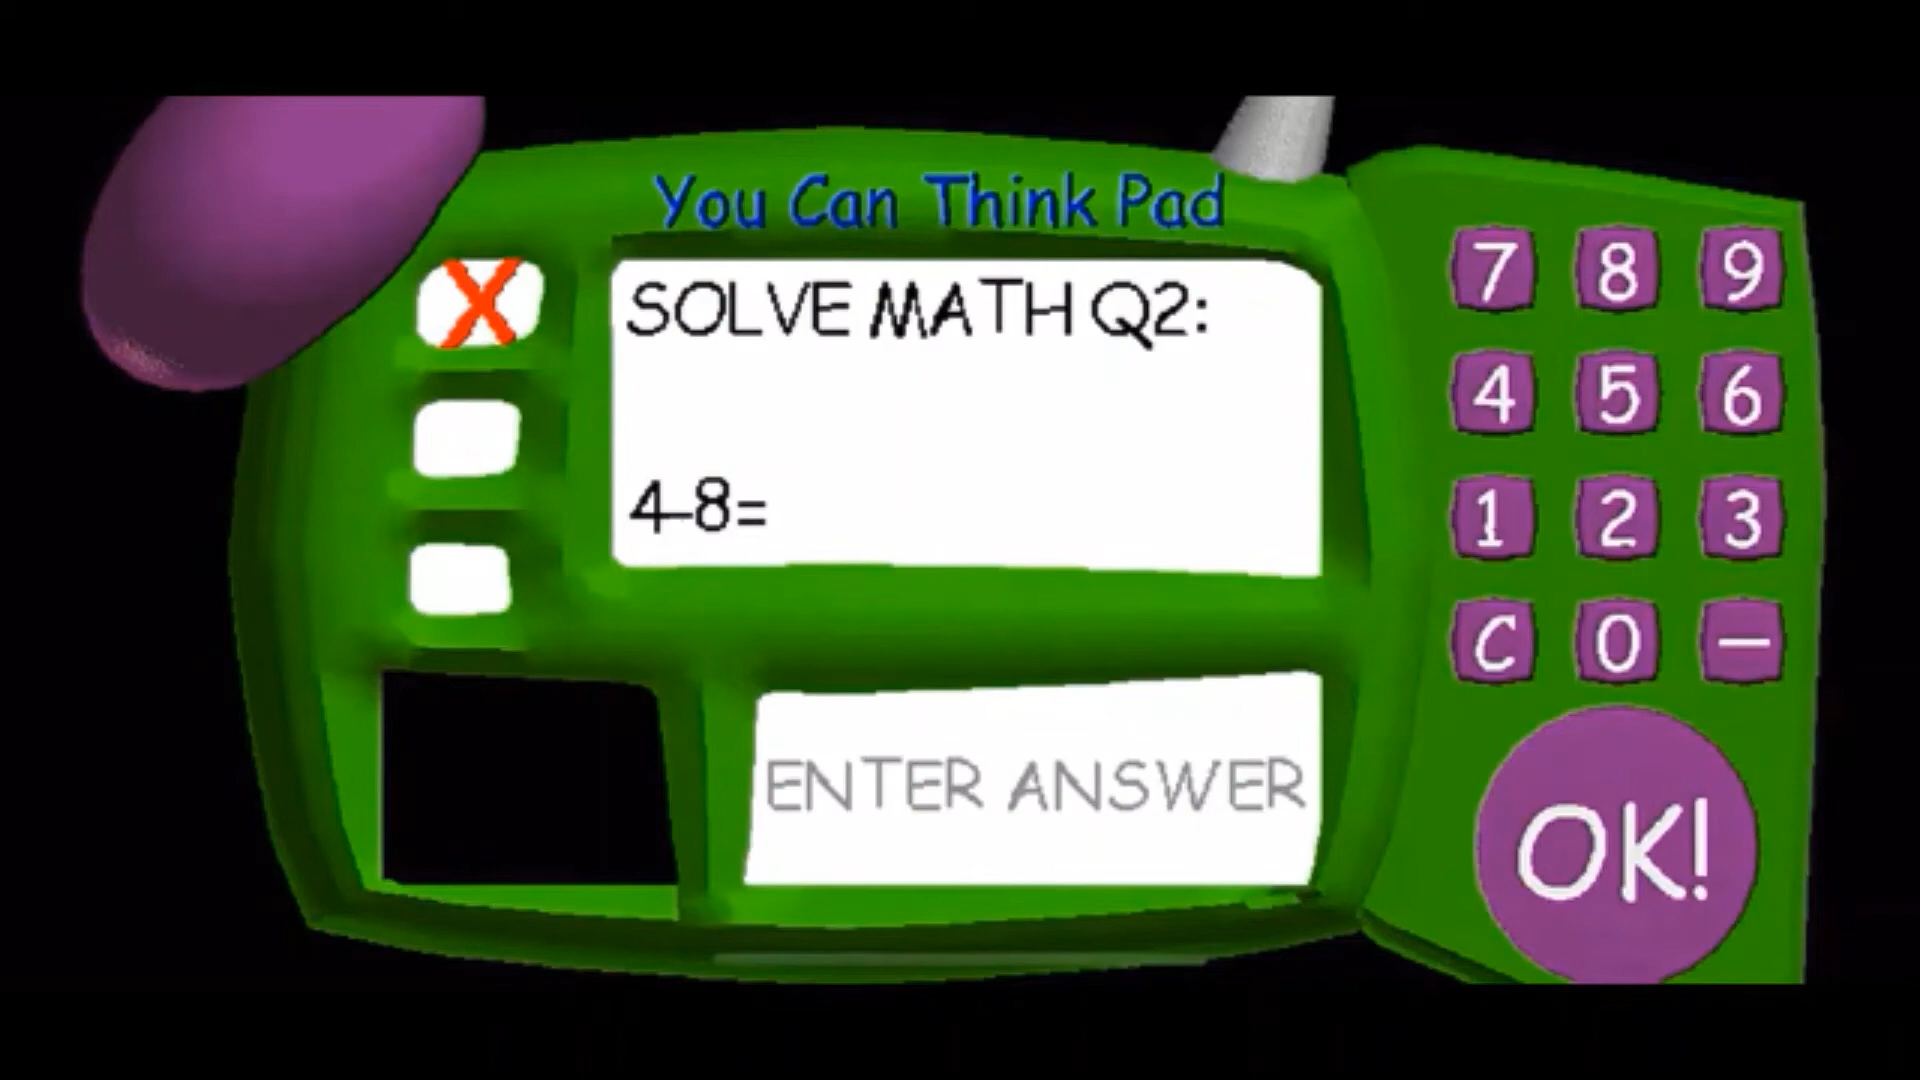 You Can Think Pad
X
SOLVE MATH Q2:
4-8=
ENTER ANSWER
7 8 9
4 5 6
1 2 3
C 0 -
OK!